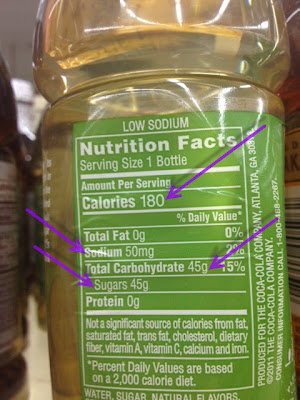 LOW SODIUM
Nutrition Facts
Serving Size 1 Bottle
Amount Per Serving
Calories 180
% Daily Value*
Total Fat 0g 0%
Sodium 50mg 2%
Total Carbohydrate 45g 15%
Sugars 45g
Protein 0g
Not a significant source of calories from fat,
saturated fat, trans fat, cholesterol, dietary
fiber, vitamin A, vitamin C, calcium and iron.
*Percent Daily Values are based
on a 2,000 calorie diet.
WATER, SUGAR, NATURAL FLAVORS,
PRODUCED FOR THE COCA-COLA COMPANY, ATLANTA, GA
©2011 THE COCA-COLA COMPANY.
INFORMATION CALL